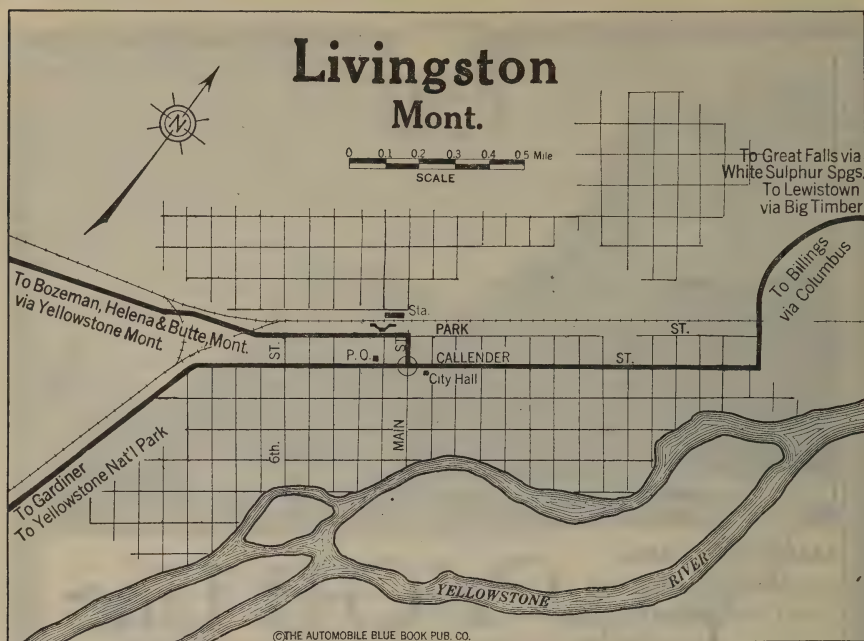 Livingston
Mont.
N
0 0.1 0.2 0.3 0.4 0.5 Mile
SCALE
To Great Falls via
White Sulphur Spgs.
To Lewistown
via Big Timber
To Billings
via Columbus
To Bozeman, Helena & Butte, Mont.
via Yellowstone Mont.
Sta.
PARK ST.
ST.
P.O.
ST.
CALLENDER ST.
City Hall
MAIN
6th.
To Gardiner
To Yellowstone Nat'l Park
YELLOWSTONE RIVER
©THE AUTOMOBILE BLUE BOOK PUB. CO.